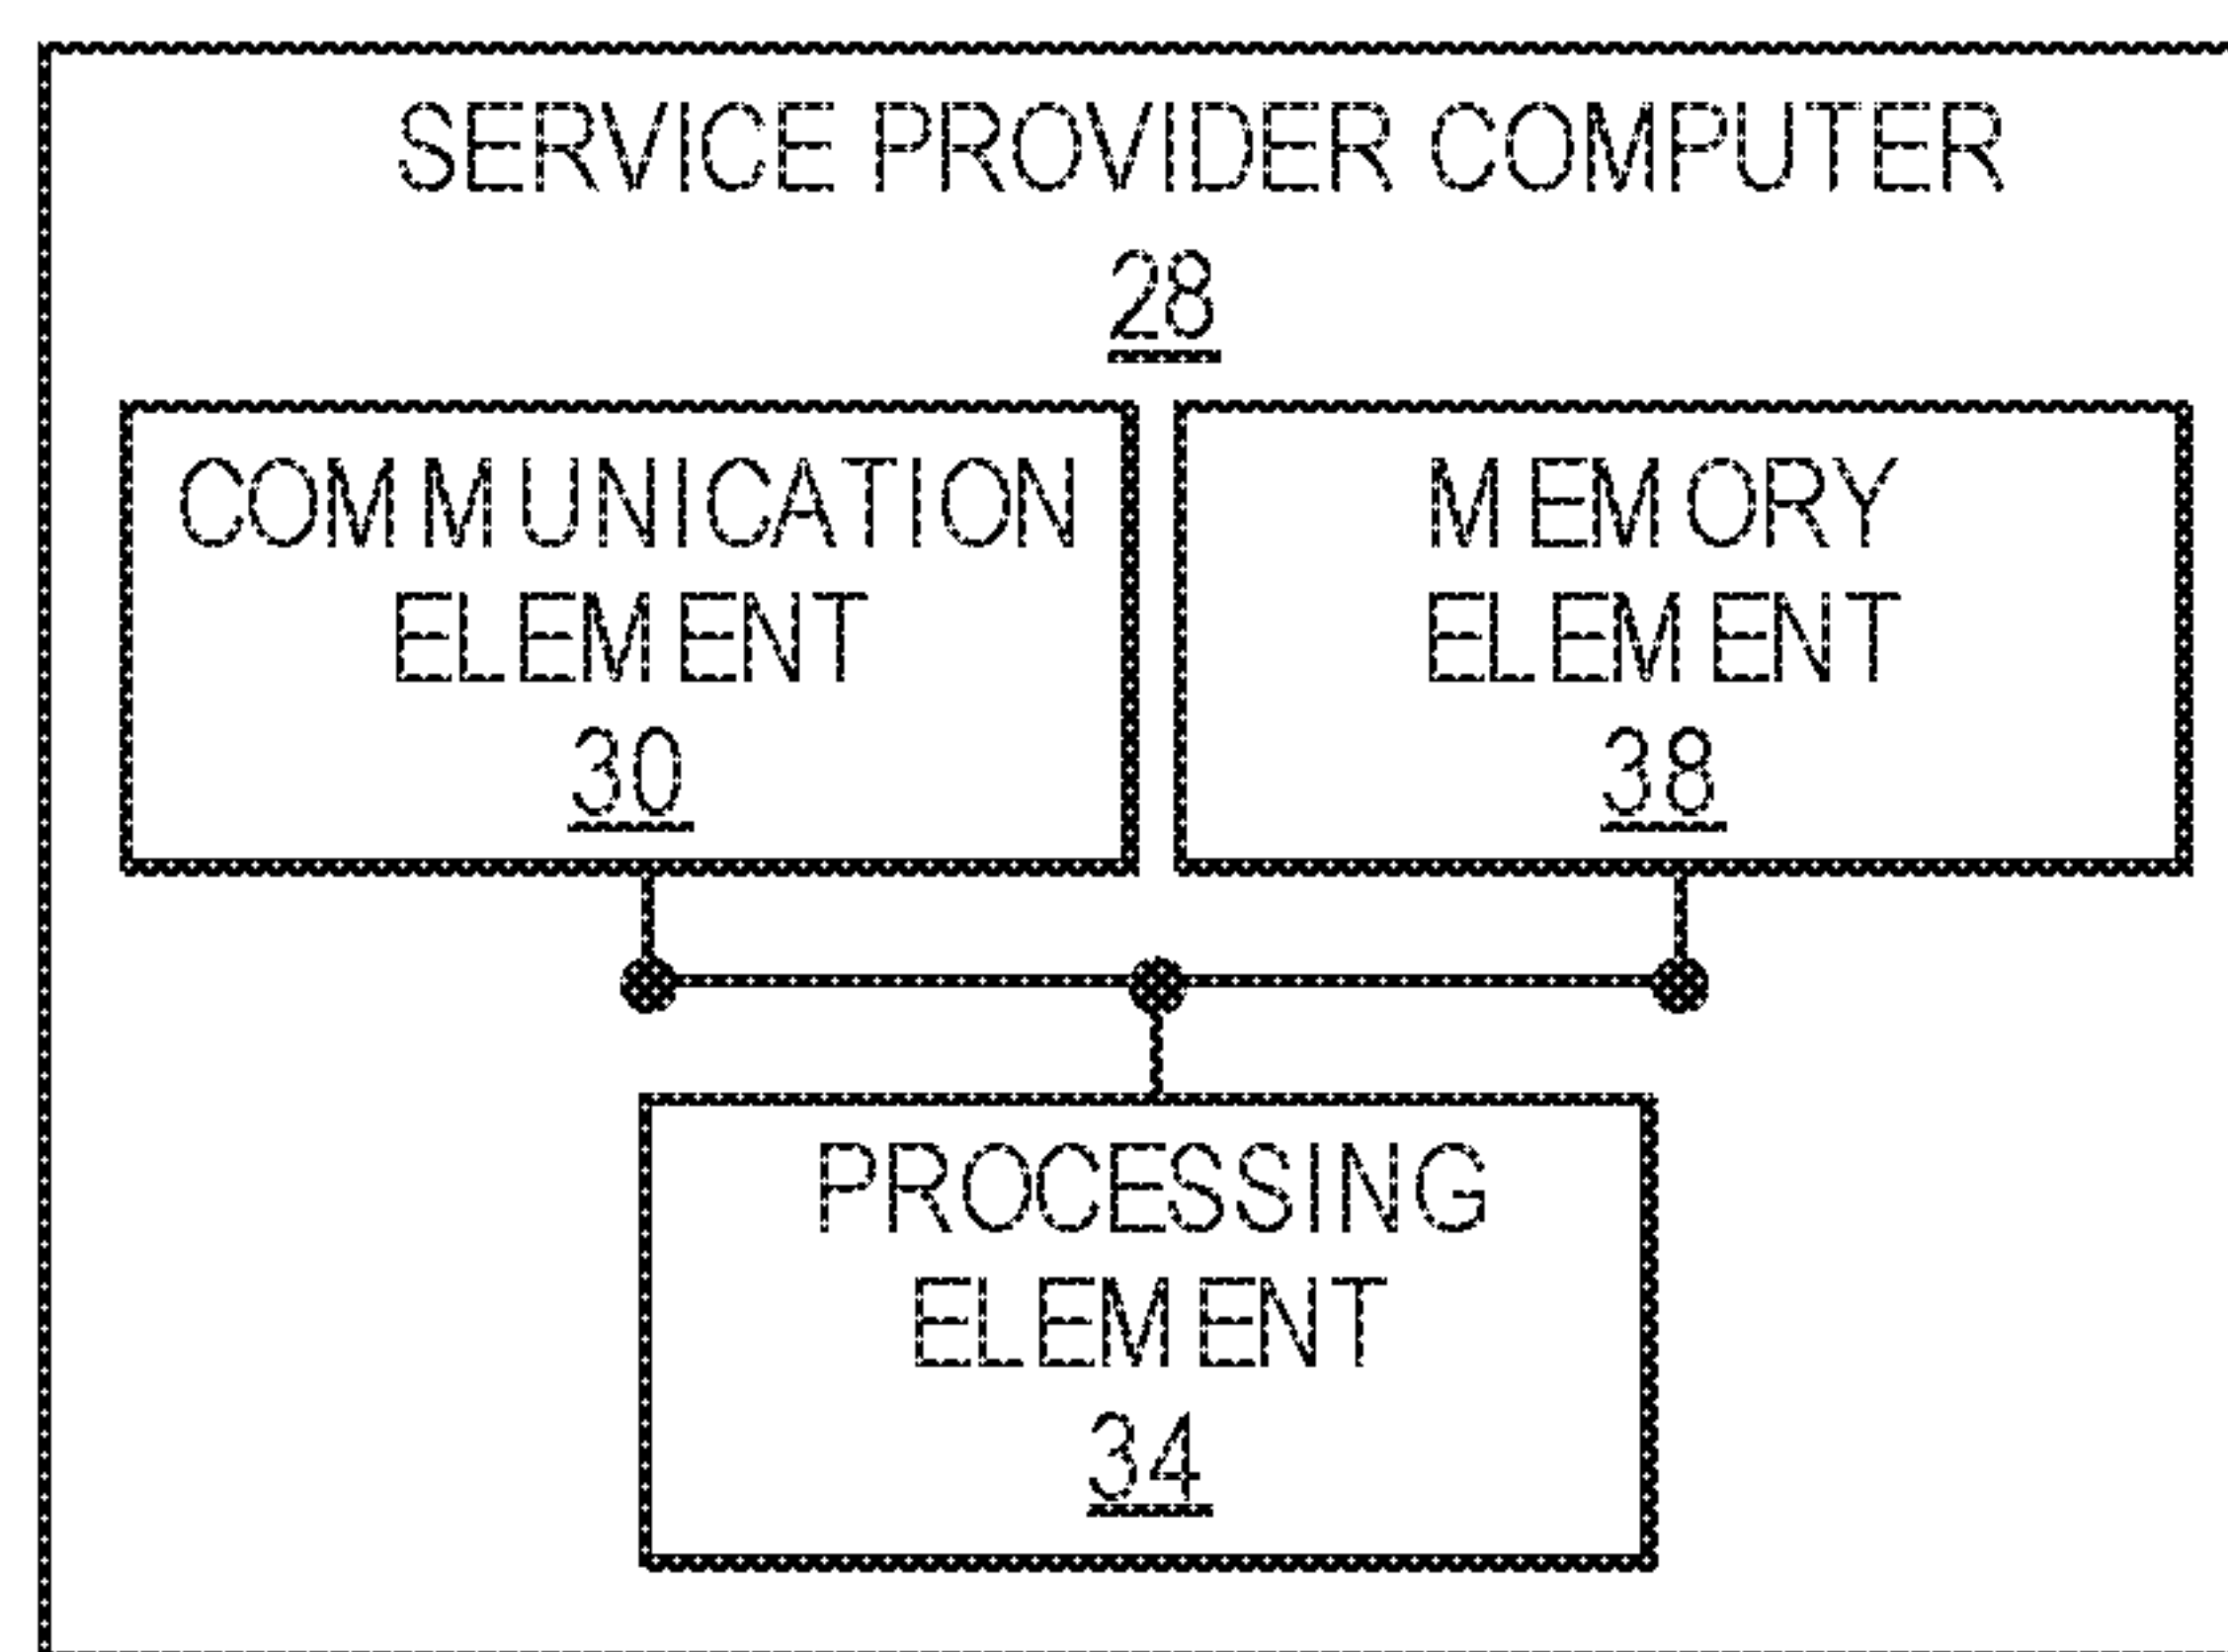 SERVICE PROVIDER COMPUTER
28
COMMUNICATION
ELEMENT
30
MEMORY
ELEMENT
38
PROCESSING
ELEMENT
34